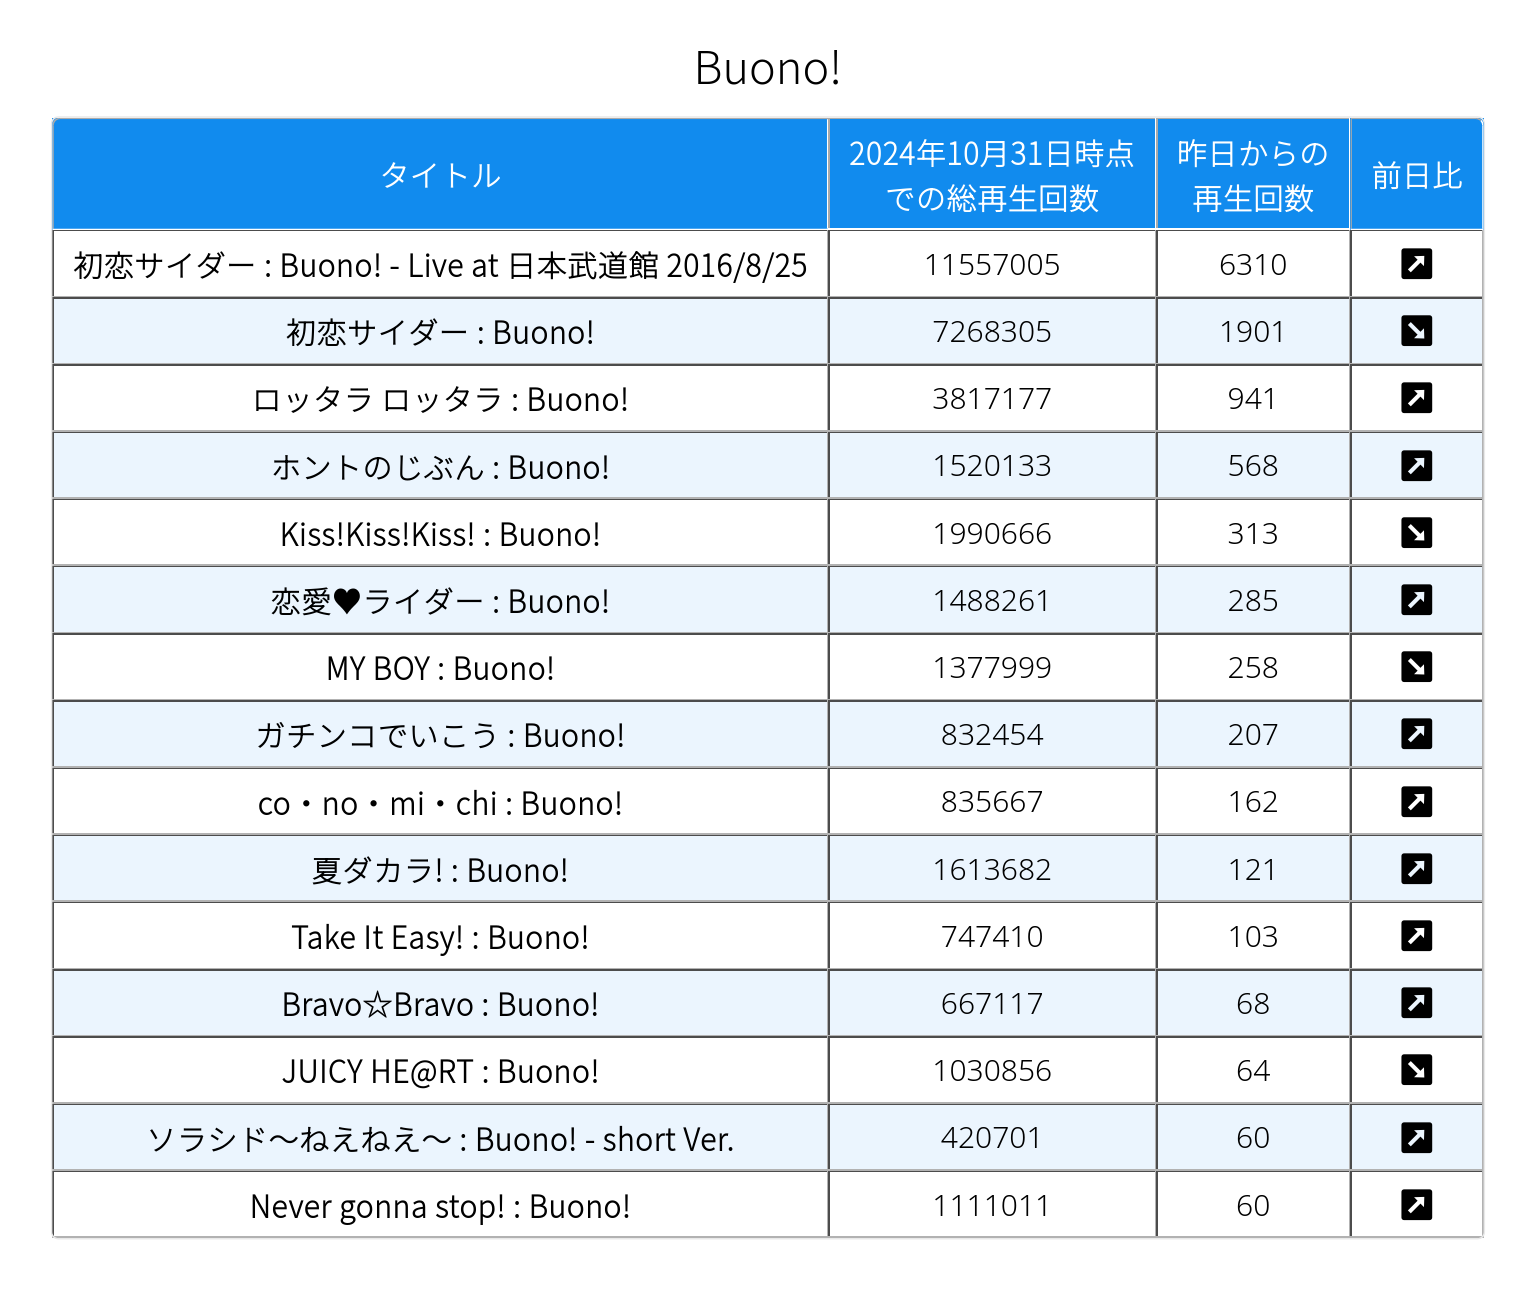 Buono!
タイトル 2024年10月31日時点 での総再生回数 昨日からの 再生回数 前日比
初恋サイダー : Buono! - Live at 日本武道館 2016/8/25 11557005 6310
初恋サイダー : Buono! 7268305 1901
ロッタラ ロッタラ : Buono! 3817177 941
ホントのじぶん : Buono! 1520133 568
Kiss!Kiss!Kiss! : Buono! 1990666 313
恋愛♥ライダー : Buono! 1488261 285
MY BOY : Buono! 1377999 258
ガチンコでいこう : Buono! 832454 207
co・no・mi・chi : Buono! 835667 162
夏ダカラ! : Buono! 1613682 121
Take It Easy! : Buono! 747410 103
Bravo☆Bravo : Buono! 667117 68
JUICY HE@RT : Buono! 1030856 64
ソラシド〜ねえねえ〜 : Buono! - short Ver. 420701 60
Never gonna stop! : Buono! 1111011 60